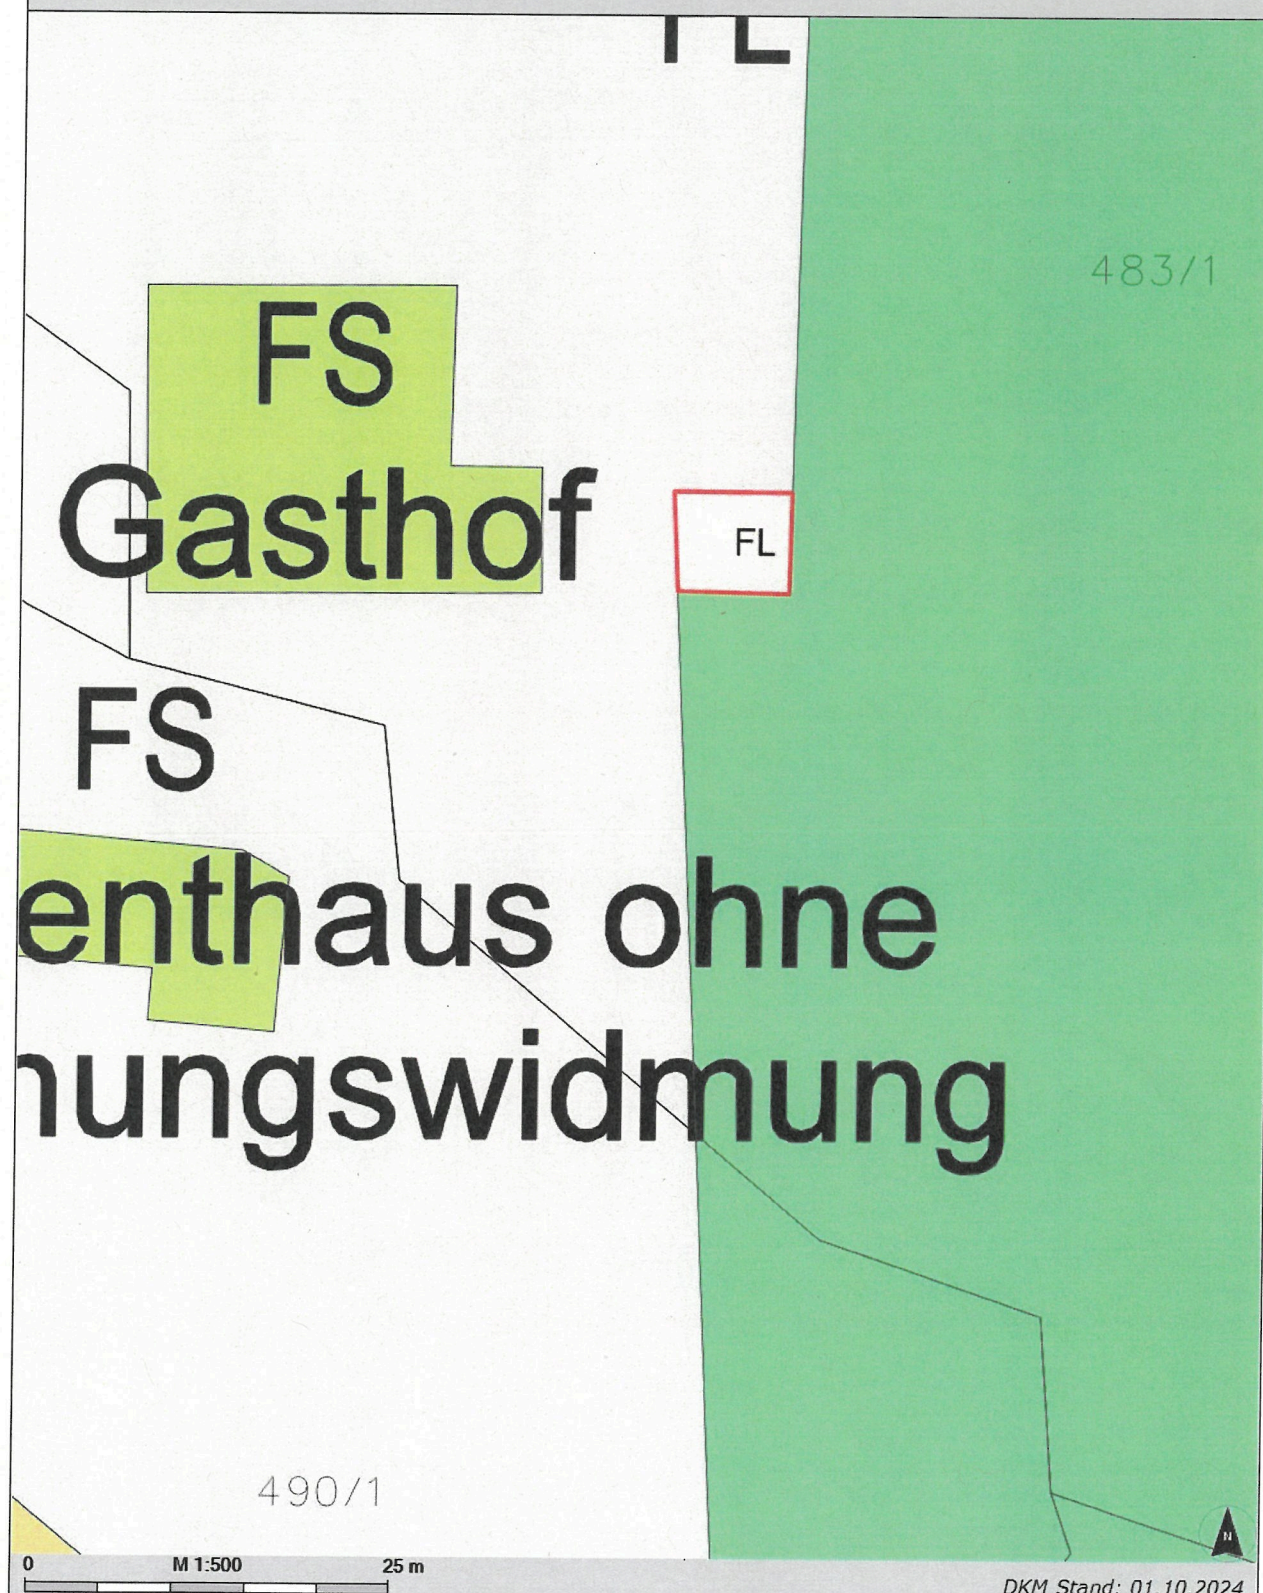 FL
483/1
FS
Gasthof
FL
FS
enthaus ohne
nungswidmung
490/1
0 M 1:500 25 m
N
DKM Stand: 01.10.2024